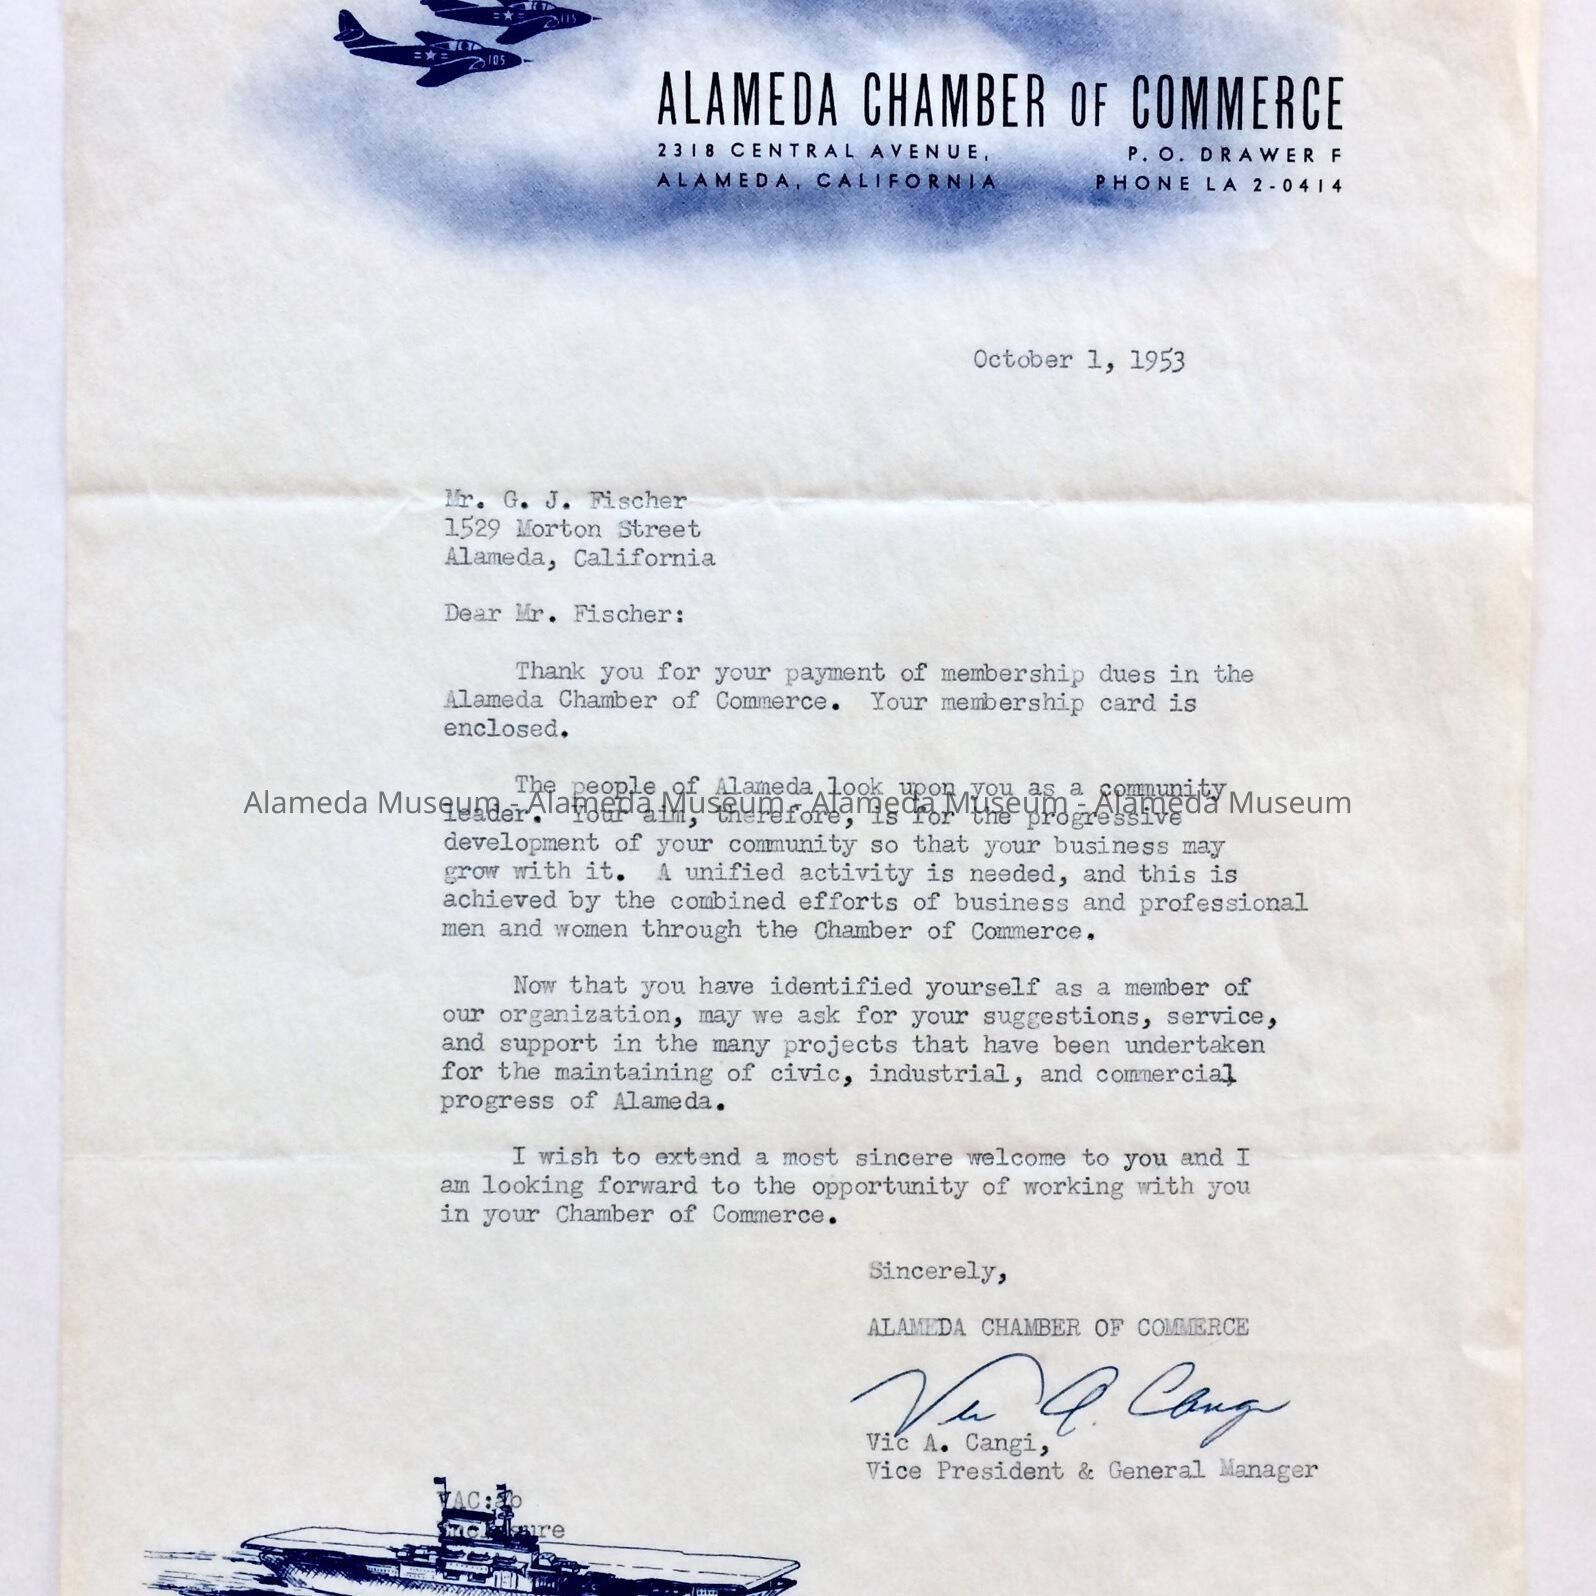 115
105
ALAMEDA CHAMBER OF COMMERCE
2318 CENTRAL AVENUE, P. O. DRAWER F
ALAMEDA, CALIFORNIA PHONE LA 2-0414
October 1, 1953
Mr. G. J. Fischer
1529 Morton Street
Alameda, California
Dear Mr. Fischer:
Thank you for your payment of membership dues in the
Alameda Chamber of Commerce. Your membership card is
enclosed.
The people of Alameda look upon you as a community
Alameda Museum - Alameda Museum - Alameda Museum - Alameda Museum
leader. Your aim, therefore, is for the progressive
development of your community so that your business may
grow with it. A unified activity is needed, and this is
achieved by the combined efforts of business and professional
men and women through the Chamber of Commerce.
Now that you have identified yourself as a member of
our organization, may we ask for your suggestions, service,
and support in the many projects that have been undertaken
for the maintaining of civic, industrial, and commercial
progress of Alameda.
I wish to extend a most sincere welcome to you and I
am looking forward to the opportunity of working with you
in your Chamber of Commerce.
Sincerely,
ALAMEDA CHAMBER OF COMMERCE
Vic A. Cangi
Vic A. Cangi,
Vice President & General Manager
VAC:ab
Enclosure